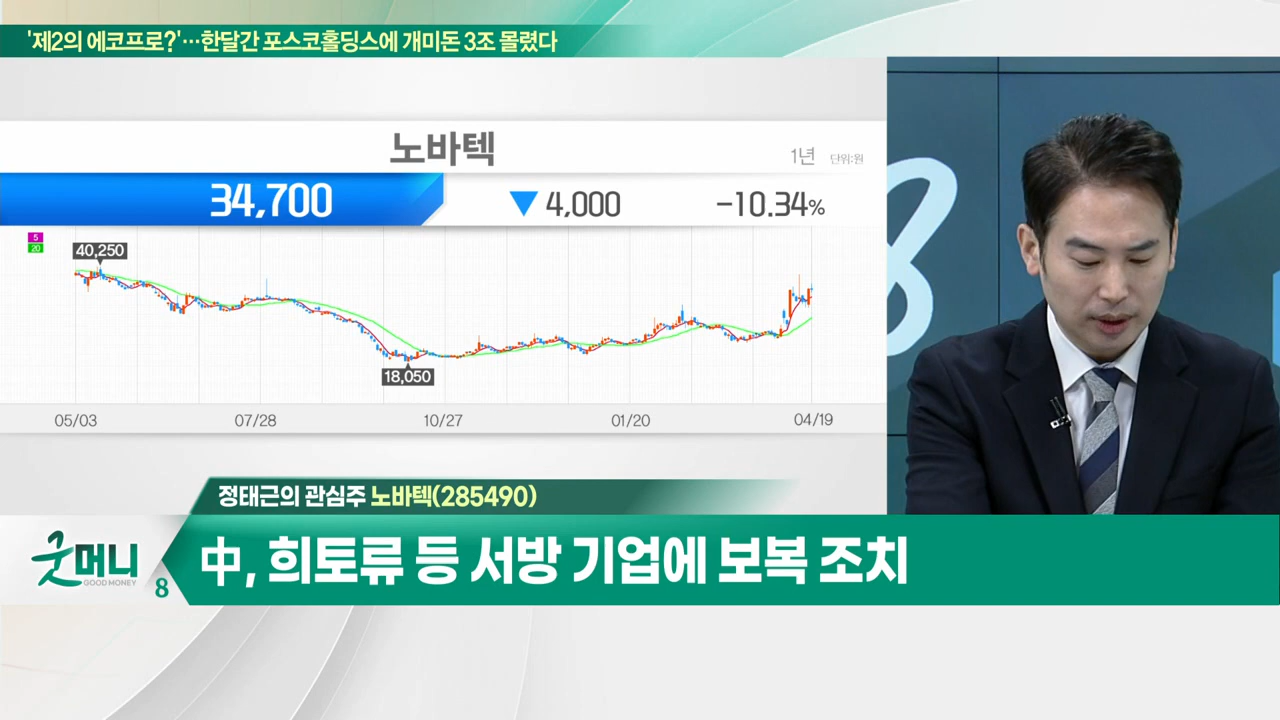 '제2의 에코프로?'…한달간 포스코홀딩스에 개미돈 3조 몰렸다
노바텍
1년 단위:원
34,700 ▼ 4,000 -10.34%
5
20
40,250
18,050
05/03 07/28 10/27 01/20 04/19
정태근의 관심주 노바텍(285490)
굿머니
GOOD MONEY
8
中, 희토류 등 서방 기업에 보복 조치
8